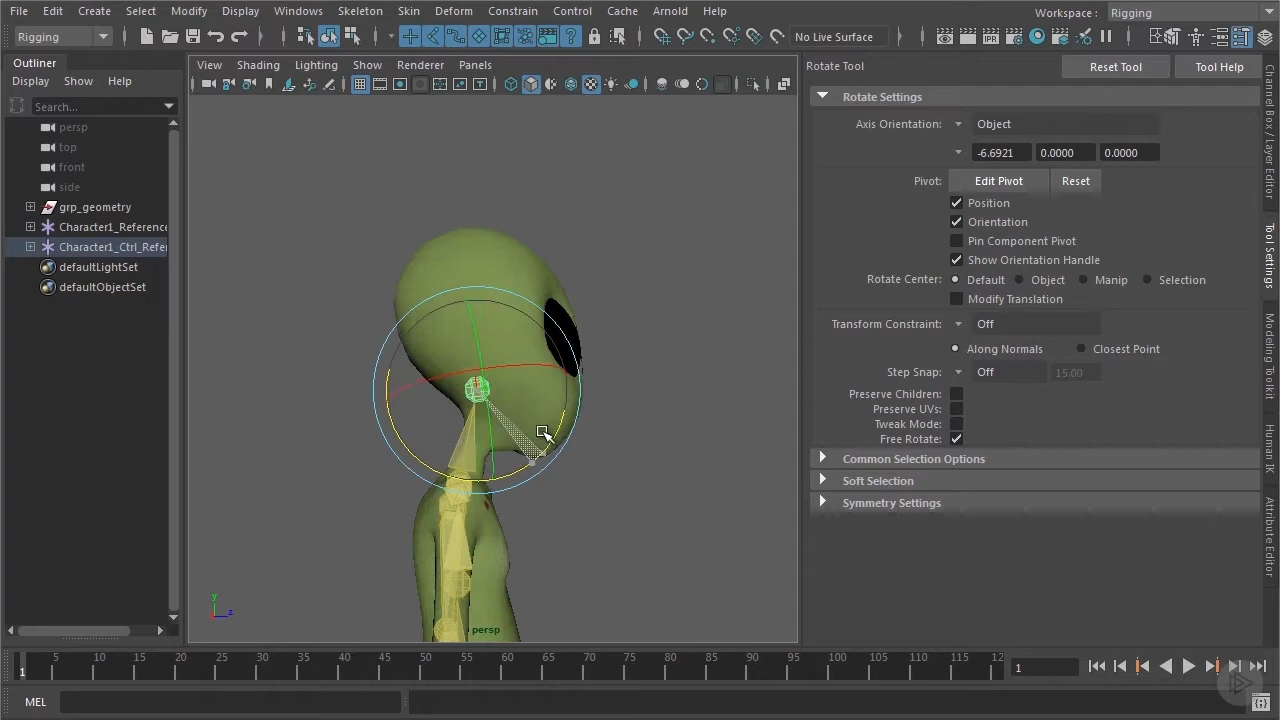 File Edit Create Select Modify Display Windows Skeleton Skin Deform Constrain Control Cache Arnold Help Workspace : Rigging
Rigging No Live Surface
Outliner
Display Show Help
Search...
persp
top
front
side
grp_geometry
Character1_Reference
Character1_Ctrl_Refer
defaultLightSet
defaultObjectSet
View Shading Lighting Show Renderer Panels
IPR
persp
y
z
Rotate Tool Reset Tool Tool Help
Rotate Settings
Axis Orientation: Object
-6.6921 0.0000 0.0000
Pivot: Edit Pivot Reset
Position
Orientation
Pin Component Pivot
Show Orientation Handle
Rotate Center: Default Object Manip Selection
Modify Translation
Transform Constraint: Off
Along Normals Closest Point
Step Snap: Off 15.00
Preserve Children:
Preserve UVs:
Tweak Mode:
Free Rotate:
Common Selection Options
Soft Selection
Symmetry Settings
Channel Box / Layer Editor
Tool Settings
Modeling Toolkit
Human IK
Attribute Editor
5 10 15 20 25 30 35 40 45 50 55 60 65 70 75 80 85 90 95 100 105 110 115 12
1
1
MEL